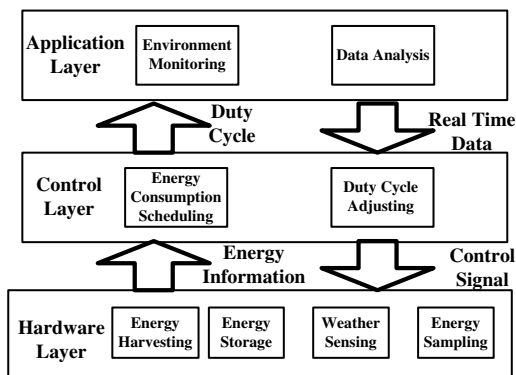 Application
Layer
Environment
Monitoring
Data Analysis
Duty
Cycle
Real Time
Data
Control
Layer
Energy
Consumption
Scheduling
Duty Cycle
Adjusting
Energy
Information
Control
Signal
Hardware
Layer
Energy
Harvesting
Energy
Storage
Weather
Sensing
Energy
Sampling